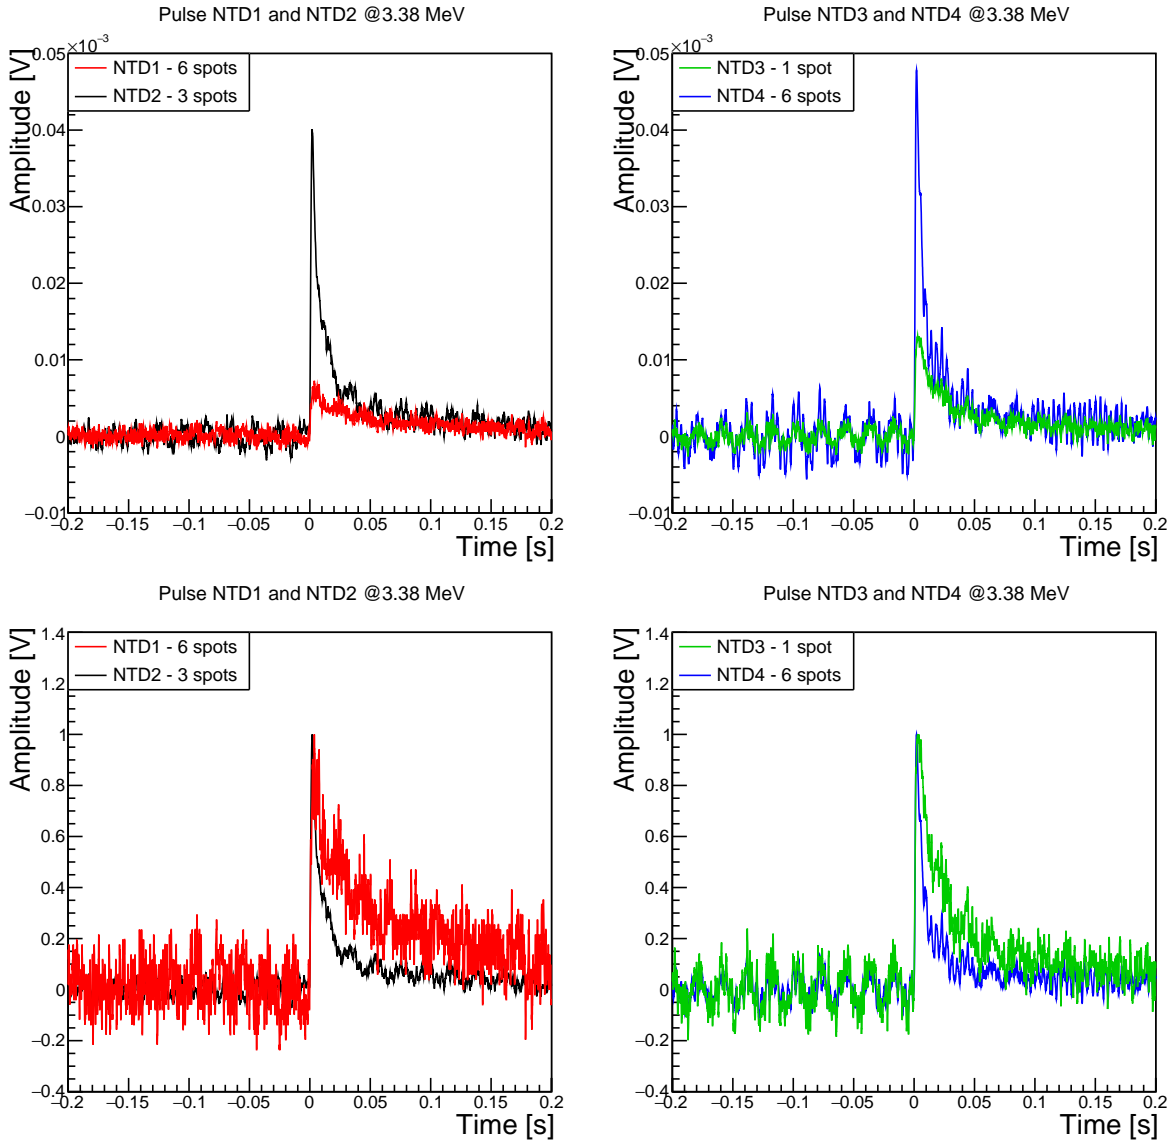 Pulse NTD1 and NTD2 @3.38 MeV
×10⁻³
Amplitude [V]
0.05
0.04
0.03
0.02
0.01
0
−0.01
NTD1 - 6 spots
NTD2 - 3 spots
−0.2 −0.15 −0.1 −0.05 0 0.05 0.1 0.15 0.2
Time [s]
Pulse NTD3 and NTD4 @3.38 MeV
×10⁻³
Amplitude [V]
0.05
0.04
0.03
0.02
0.01
0
−0.01
NTD3 - 1 spot
NTD4 - 6 spots
−0.2 −0.15 −0.1 −0.05 0 0.05 0.1 0.15 0.2
Time [s]
Pulse NTD1 and NTD2 @3.38 MeV
Amplitude [V]
1.4
1.2
1
0.8
0.6
0.4
0.2
0
−0.2
−0.4
NTD1 - 6 spots
NTD2 - 3 spots
−0.2 −0.15 −0.1 −0.05 0 0.05 0.1 0.15 0.2
Time [s]
Pulse NTD3 and NTD4 @3.38 MeV
Amplitude [V]
1.4
1.2
1
0.8
0.6
0.4
0.2
0
−0.2
−0.4
NTD3 - 1 spot
NTD4 - 6 spots
−0.2 −0.15 −0.1 −0.05 0 0.05 0.1 0.15 0.2
Time [s]